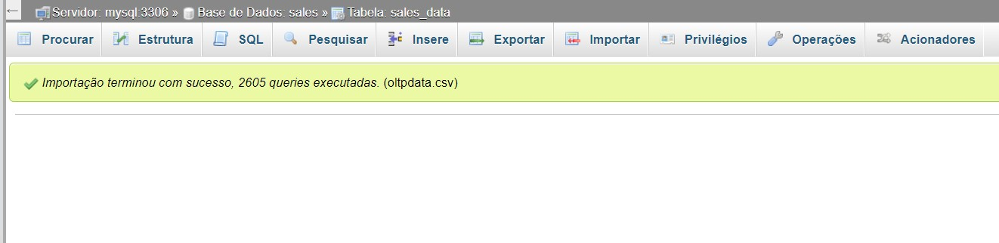 Servidor: mysql:3306 » Base de Dados: sales » Tabela: sales_data
Procurar Estrutura SQL Pesquisar Insere Exportar Importar Privilégios Operações Acionadores
Importação terminou com sucesso, 2605 queries executadas. (oltpdata.csv)